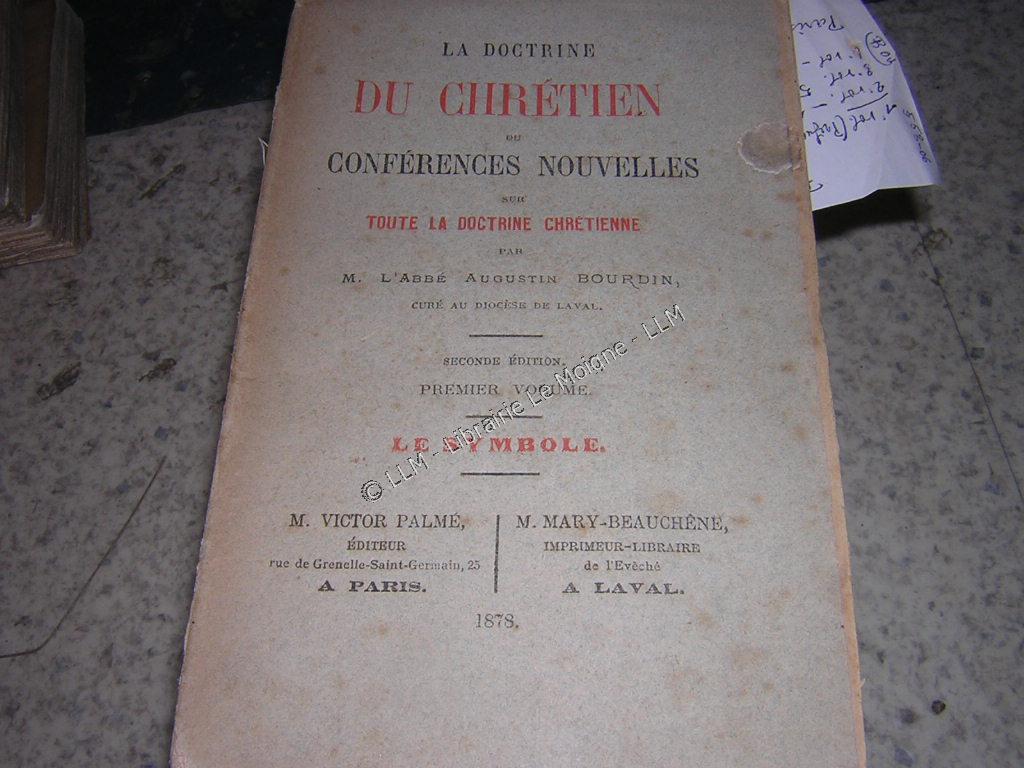 LA DOCTRINE
DU CHRÉTIEN
OU
CONFÉRENCES NOUVELLES
SUR
TOUTE LA DOCTRINE CHRÉTIENNE
PAR
M. L'ABBÉ AUGUSTIN BOURDIN,
CURÉ AU DIOCÈSE DE LAVAL.
SECONDE ÉDITION.
PREMIER VOLUME.
LE SYMBOLE.
M. VICTOR PALMÉ,
ÉDITEUR
rue de Grenelle-Saint-Germain, 25
A PARIS.
M. MARY-BEAUCHÊNE,
IMPRIMEUR-LIBRAIRE
de l'Evêché
A LAVAL.
1878.
© LLM - Librairie Le Moigne - LLM